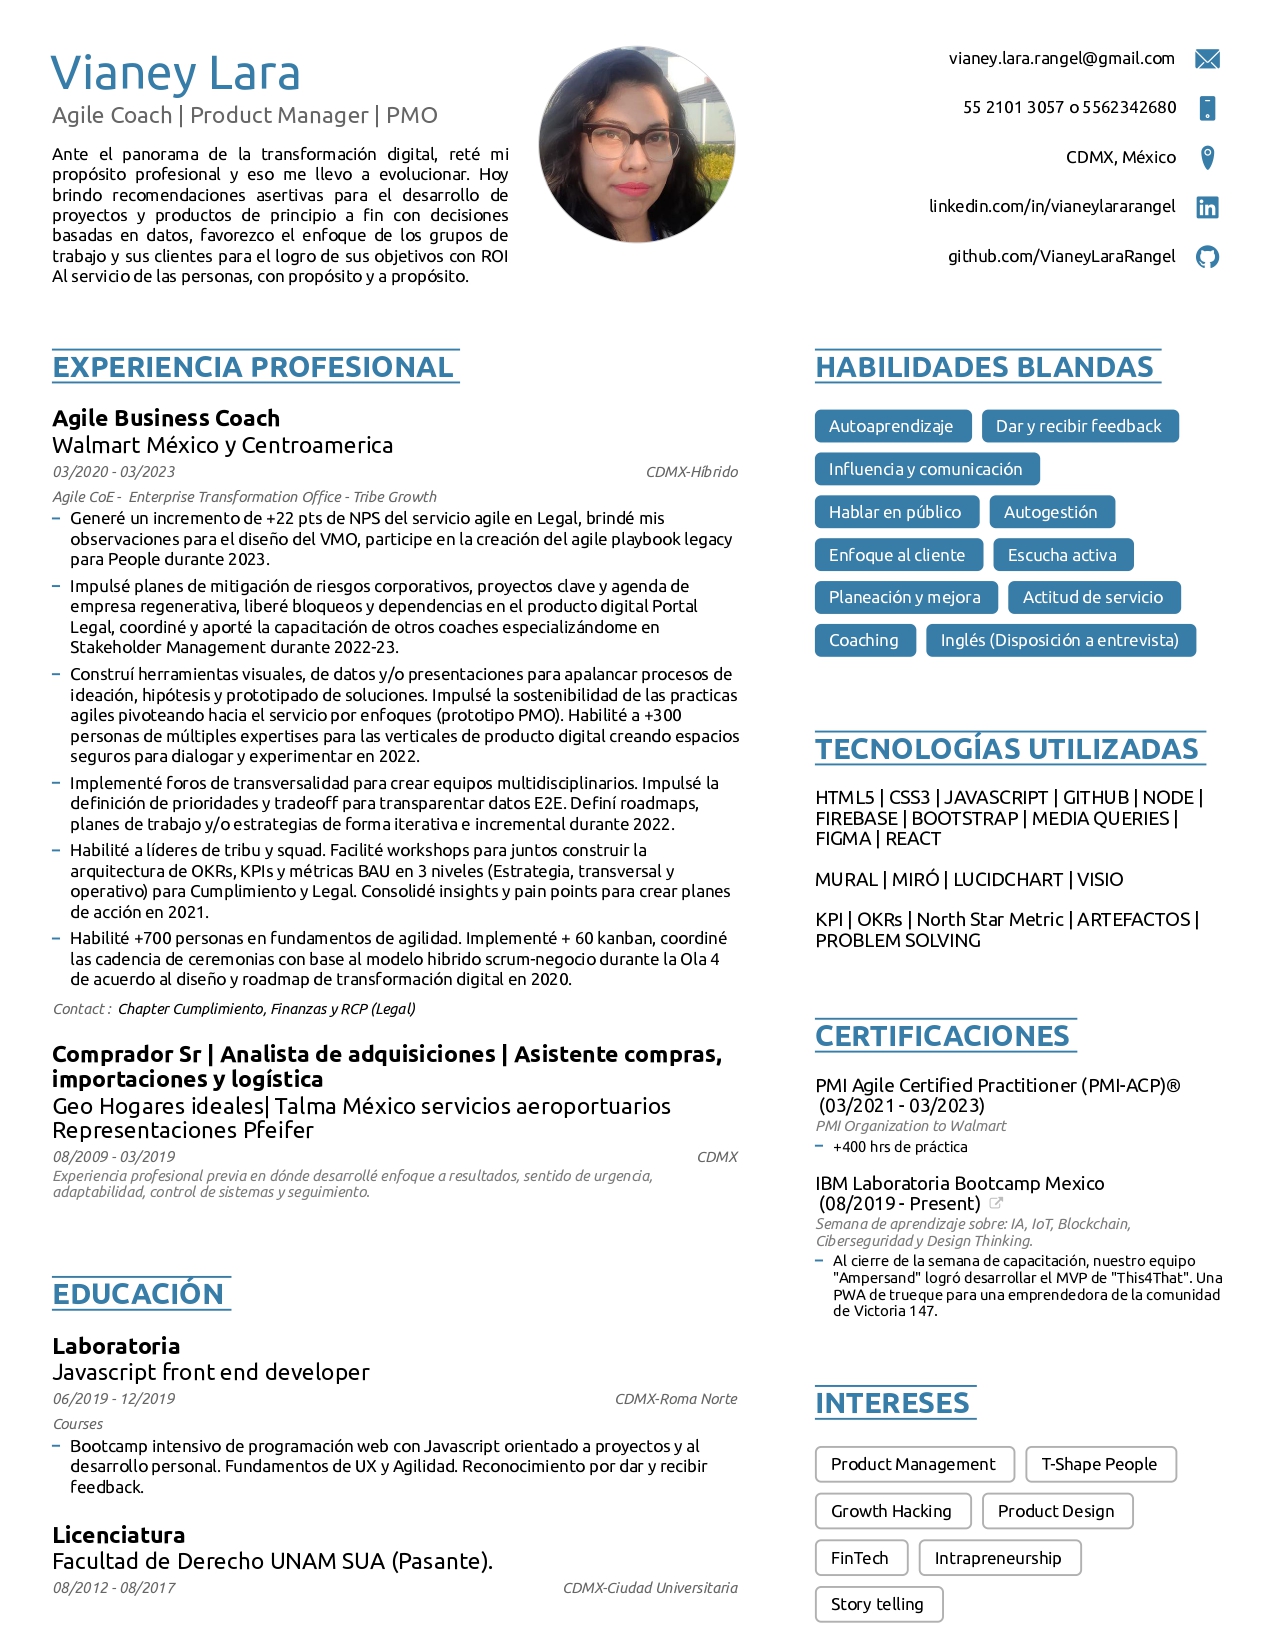 Vianey Lara
Agile Coach | Product Manager | PMO
Ante el panorama de la transformación digital, reté mi
propósito profesional y eso me llevo a evolucionar. Hoy
brindo recomendaciones asertivas para el desarrollo de
proyectos y productos de principio a fin con decisiones
basadas en datos, favorezco el enfoque de los grupos de
trabajo y sus clientes para el logro de sus objetivos con ROI
Al servicio de las personas, con propósito y a propósito.
vianey.lara.rangel@gmail.com
55 2101 3057 o 5562342680
CDMX, México
linkedin.com/in/vianeylararangel
github.com/VianeyLaraRangel
EXPERIENCIA PROFESIONAL
Agile Business Coach
Walmart México y Centroamerica
03/2020 - 03/2023 CDMX-Híbrido
Agile CoE - Enterprise Transformation Office - Tribe Growth
– Generé un incremento de +22 pts de NPS del servicio agile en Legal, brindé mis
observaciones para el diseño del VMO, participe en la creación del agile playbook legacy
para People durante 2023.
– Impulsé planes de mitigación de riesgos corporativos, proyectos clave y agenda de
empresa regenerativa, liberé bloqueos y dependencias en el producto digital Portal
Legal, coordiné y aporté la capacitación de otros coaches especializándome en
Stakeholder Management durante 2022-23.
– Construí herramientas visuales, de datos y/o presentaciones para apalancar procesos de
ideación, hipótesis y prototipado de soluciones. Impulsé la sostenibilidad de las practicas
agiles pivoteando hacia el servicio por enfoques (prototipo PMO). Habilité a +300
personas de múltiples expertises para las verticales de producto digital creando espacios
seguros para dialogar y experimentar en 2022.
– Implementé foros de transversalidad para crear equipos multidisciplinarios. Impulsé la
definición de prioridades y tradeoff para transparentar datos E2E. Definí roadmaps,
planes de trabajo y/o estrategias de forma iterativa e incremental durante 2022.
– Habilité a líderes de tribu y squad. Facilité workshops para juntos construir la
arquitectura de OKRs, KPIs y métricas BAU en 3 niveles (Estrategia, transversal y
operativo) para Cumplimiento y Legal. Consolidé insights y pain points para crear planes
de acción en 2021.
– Habilité +700 personas en fundamentos de agilidad. Implementé + 60 kanban, coordiné
las cadencia de ceremonias con base al modelo hibrido scrum-negocio durante la Ola 4
de acuerdo al diseño y roadmap de transformación digital en 2020.
Contact : Chapter Cumplimiento, Finanzas y RCP (Legal)
Comprador Sr | Analista de adquisiciones | Asistente compras,
importaciones y logística
Geo Hogares ideales| Talma México servicios aeroportuarios
Representaciones Pfeifer
08/2009 - 03/2019 CDMX
Experiencia profesional previa en dónde desarrollé enfoque a resultados, sentido de urgencia,
adaptabilidad, control de sistemas y seguimiento.
EDUCACIÓN
Laboratoria
Javascript front end developer
06/2019 - 12/2019 CDMX-Roma Norte
Courses
– Bootcamp intensivo de programación web con Javascript orientado a proyectos y al
desarrollo personal. Fundamentos de UX y Agilidad. Reconocimiento por dar y recibir
feedback.
Licenciatura
Facultad de Derecho UNAM SUA (Pasante).
08/2012 - 08/2017 CDMX-Ciudad Universitaria
HABILIDADES BLANDAS
Autoaprendizaje Dar y recibir feedback
Influencia y comunicación
Hablar en público Autogestión
Enfoque al cliente Escucha activa
Planeación y mejora Actitud de servicio
Coaching Inglés (Disposición a entrevista)
TECNOLOGÍAS UTILIZADAS
HTML5 | CSS3 | JAVASCRIPT | GITHUB | NODE |
FIREBASE | BOOTSTRAP | MEDIA QUERIES |
FIGMA | REACT
MURAL | MIRÓ | LUCIDCHART | VISIO
KPI | OKRs | North Star Metric | ARTEFACTOS |
PROBLEM SOLVING
CERTIFICACIONES
PMI Agile Certified Practitioner (PMI-ACP)®
(03/2021 - 03/2023)
PMI Organization to Walmart
– +400 hrs de práctica
IBM Laboratoria Bootcamp Mexico
(08/2019 - Present)
Semana de aprendizaje sobre: IA, IoT, Blockchain,
Ciberseguridad y Design Thinking.
– Al cierre de la semana de capacitación, nuestro equipo
"Ampersand" logró desarrollar el MVP de "This4That". Una
PWA de trueque para una emprendedora de la comunidad
de Victoria 147.
INTERESES
Product Management T-Shape People
Growth Hacking Product Design
FinTech Intrapreneurship
Story telling